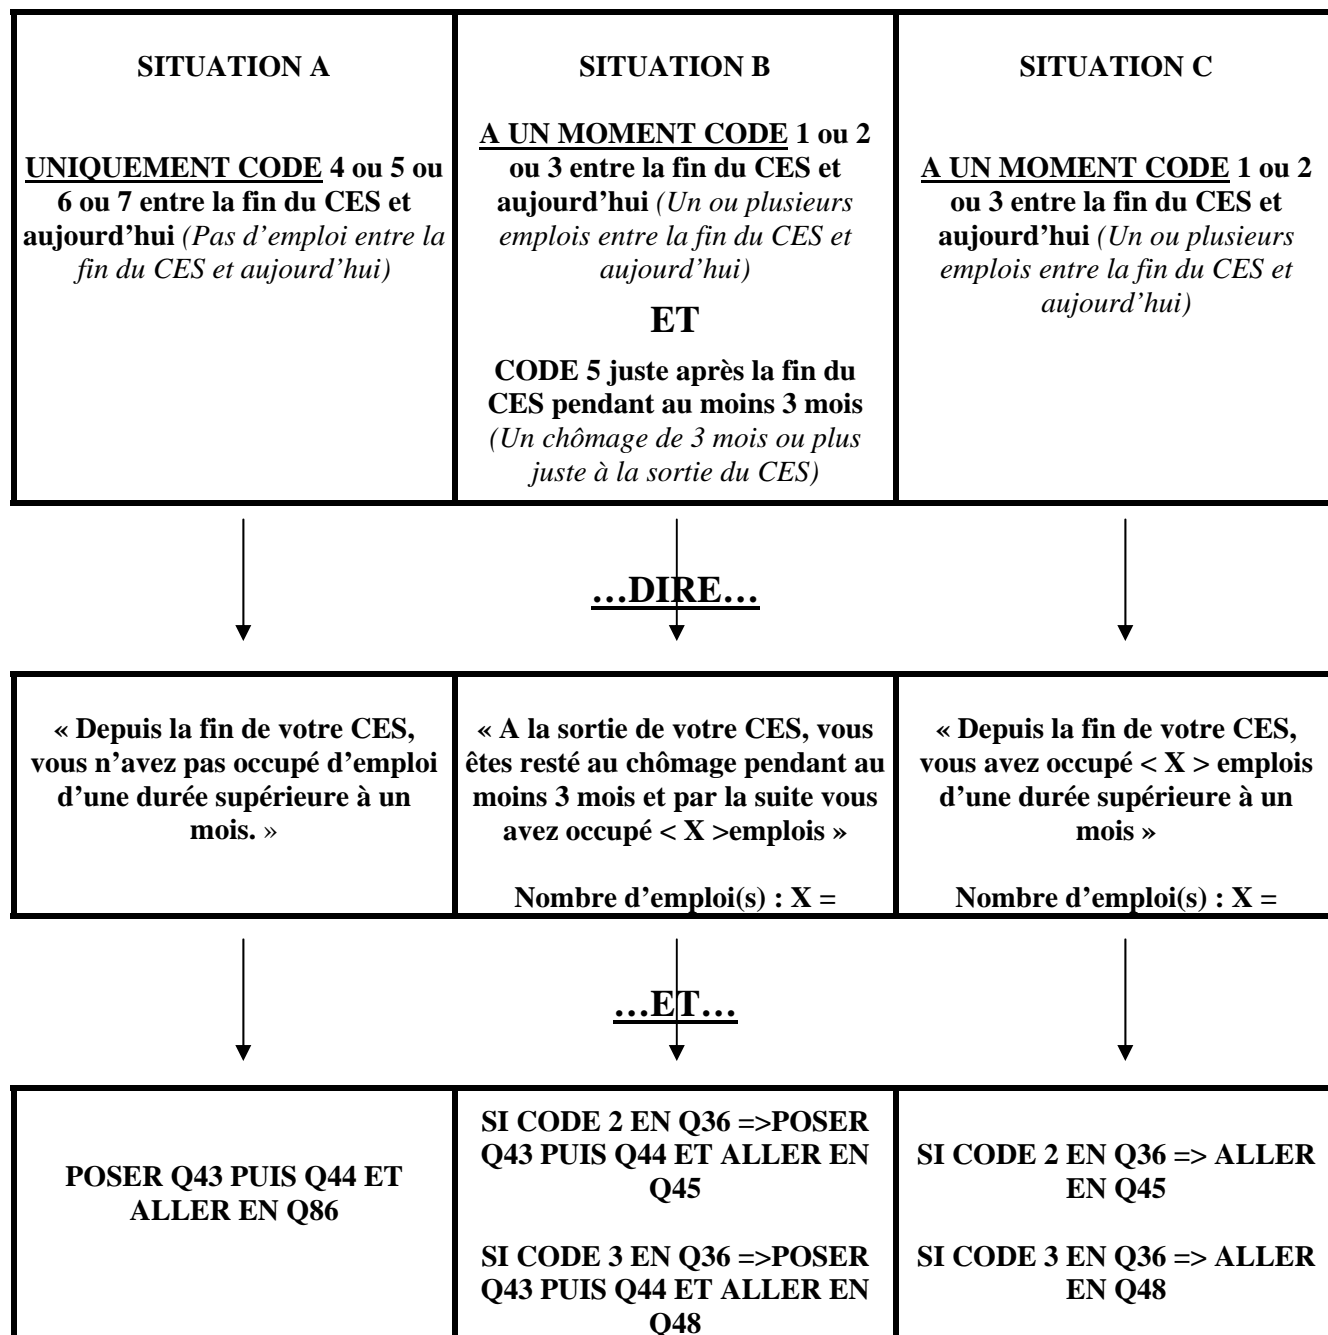 SITUATION A
UNIQUEMENT CODE 4 ou 5 ou
6 ou 7 entre la fin du CES et
aujourd'hui (Pas d'emploi entre la
fin du CES et aujourd'hui)
SITUATION B
A UN MOMENT CODE 1 ou 2
ou 3 entre la fin du CES et
aujourd'hui (Un ou plusieurs
emplois entre la fin du CES et
aujourd'hui)
ET
CODE 5 juste après la fin du
CES pendant au moins 3 mois
(Un chômage de 3 mois ou plus
juste à la sortie du CES)
SITUATION C
A UN MOMENT CODE 1 ou 2
ou 3 entre la fin du CES et
aujourd'hui (Un ou plusieurs
emplois entre la fin du CES et
aujourd'hui)
…DIRE…
« Depuis la fin de votre CES,
vous n'avez pas occupé d'emploi
d'une durée supérieure à un
mois. »
« A la sortie de votre CES, vous
êtes resté au chômage pendant au
moins 3 mois et par la suite vous
avez occupé < X >emplois »
Nombre d'emploi(s) : X =
« Depuis la fin de votre CES,
vous avez occupé < X > emplois
d'une durée supérieure à un
mois »
Nombre d'emploi(s) : X =
…ET…
POSER Q43 PUIS Q44 ET
ALLER EN Q86
SI CODE 2 EN Q36 =>POSER
Q43 PUIS Q44 ET ALLER EN
Q45
SI CODE 3 EN Q36 =>POSER
Q43 PUIS Q44 ET ALLER EN
Q48
SI CODE 2 EN Q36 => ALLER
EN Q45
SI CODE 3 EN Q36 => ALLER
EN Q48